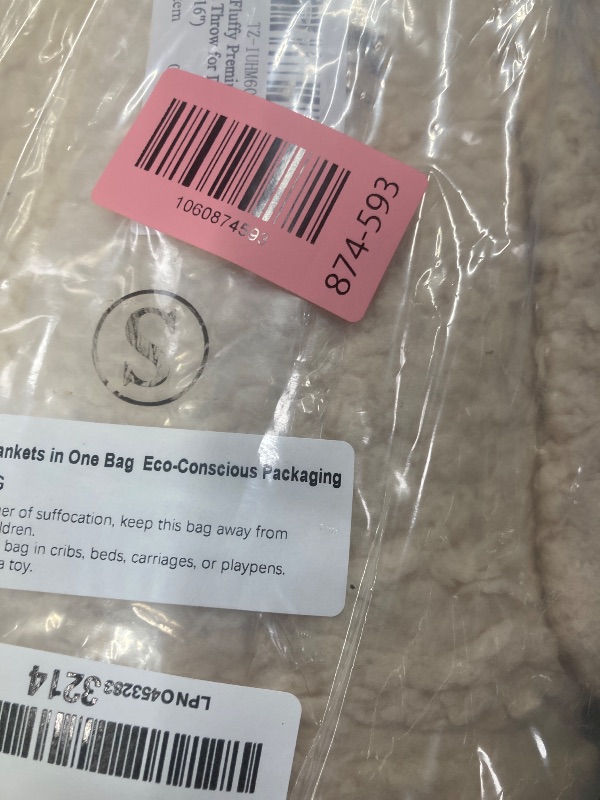 Fluffy Premi
Throw for
16")
1060874593
874-593
S
ankets in One Bag Eco-Conscious Packaging
G
er of suffocation, keep this bag away from
ldren.
bag in cribs, beds, carriages, or playpens.
a toy.
LPNO4532833214